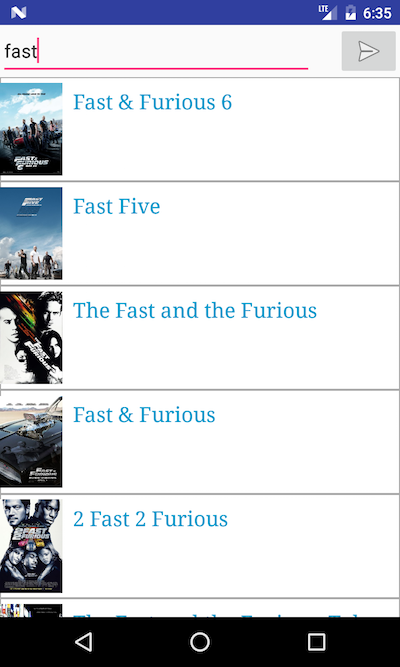 LTE 6:35
fast
Fast & Furious 6
Fast Five
The Fast and the Furious
Fast & Furious
2 Fast 2 Furious